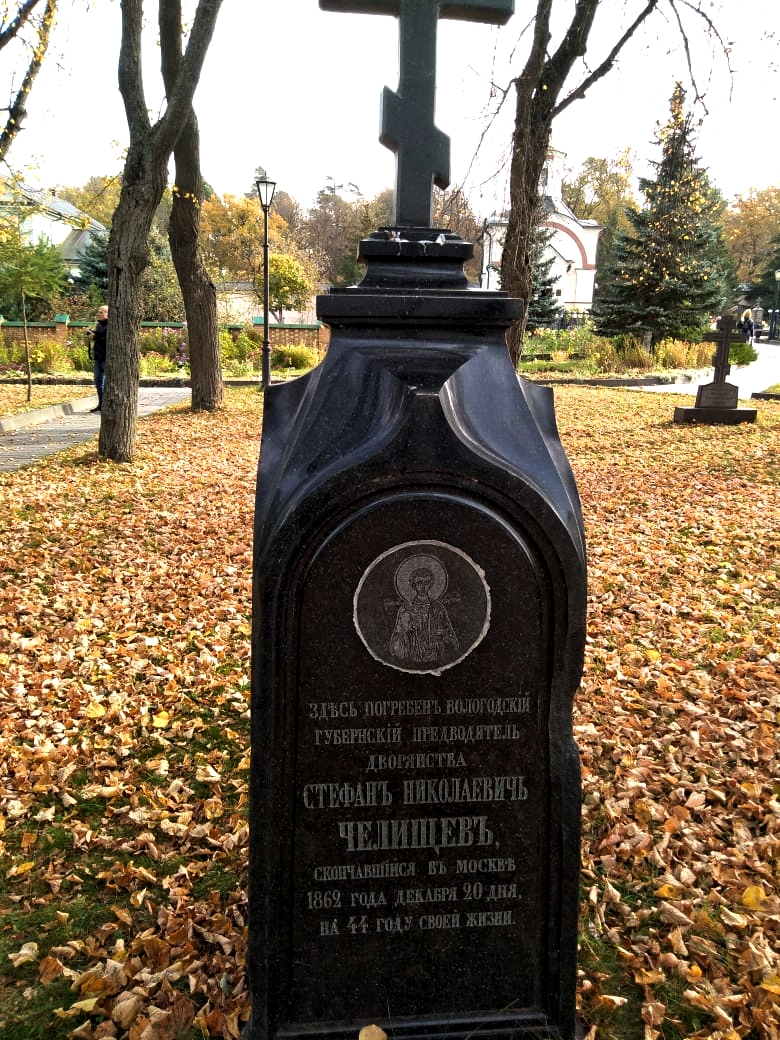 ЗДѢСЬ ПОГРЕБЕНЪ ВОЛОГОДСКІЙ
ГУБЕРНСКІЙ ПРЕДВОДИТЕЛЬ
ДВОРЯНСТВА
СТЕФАНЪ НИКОЛАЕВИЧЬ
ЧЕЛИЩЕВЪ,
СКОНЧАВШІЙСЯ ВЪ МОСКВѢ
1862 ГОДА ДЕКАБРЯ 20 ДНЯ,
НА 44 ГОДУ СВОЕЙ ЖИЗНИ.